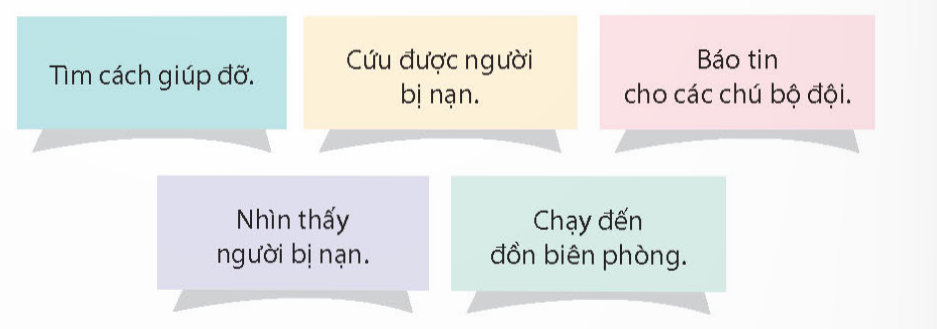 Tìm cách giúp đỡ.
Cứu được người
bị nạn.
Báo tin
cho các chú bộ đội.
Nhìn thấy
người bị nạn.
Chạy đến
đồn biên phòng.